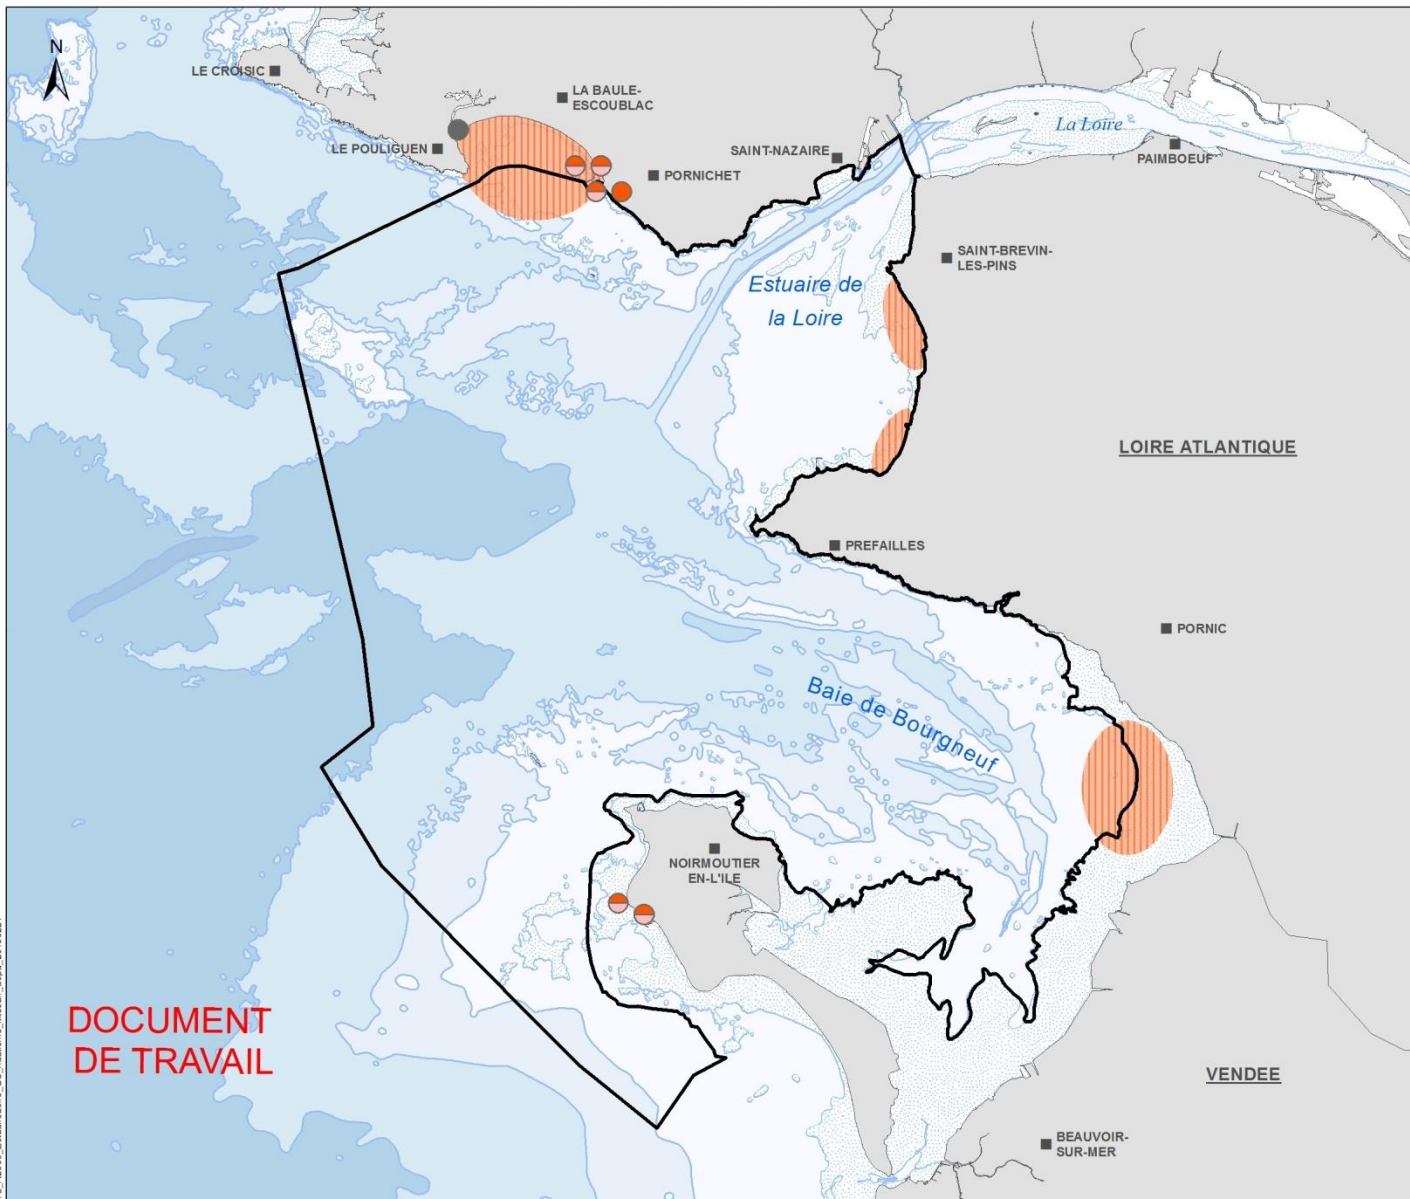 N
LE CROISIC
LA BAULE-
ESCOUBLAC
LE POULIGUEN
PORNICHET
SAINT-NAZAIRE
La Loire
PAIMBOEUF
SAINT-BREVIN-
LES-PINS
Estuaire de
la Loire
LOIRE ATLANTIQUE
PREFAILLES
PORNIC
Baie de Bourgneuf
NOIRMOUTIER
EN-L'ILE
DOCUMENT
DE TRAVAIL
VENDEE
BEAUVOIR-
SUR-MER